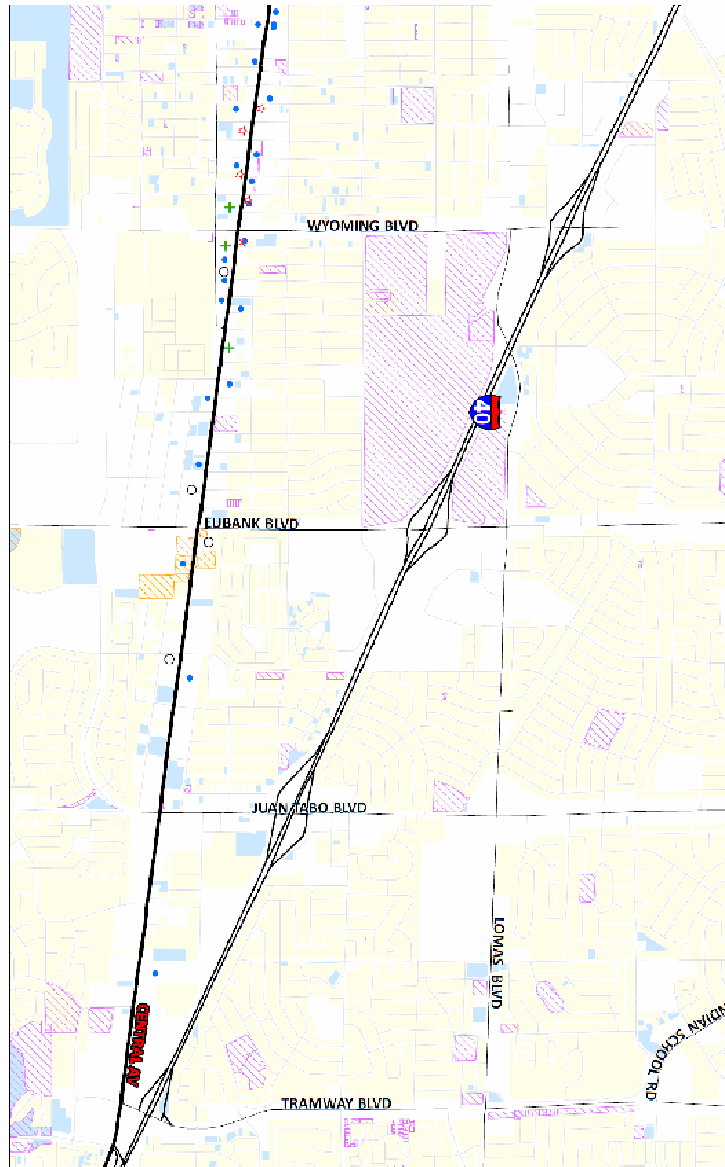 WYOMING BLVD
40
EUBANK BLVD
JUAN TABO BLVD
LOMAS BLVD
CENTRAL AV
INDIAN SCHOOL RD
TRAMWAY BLVD